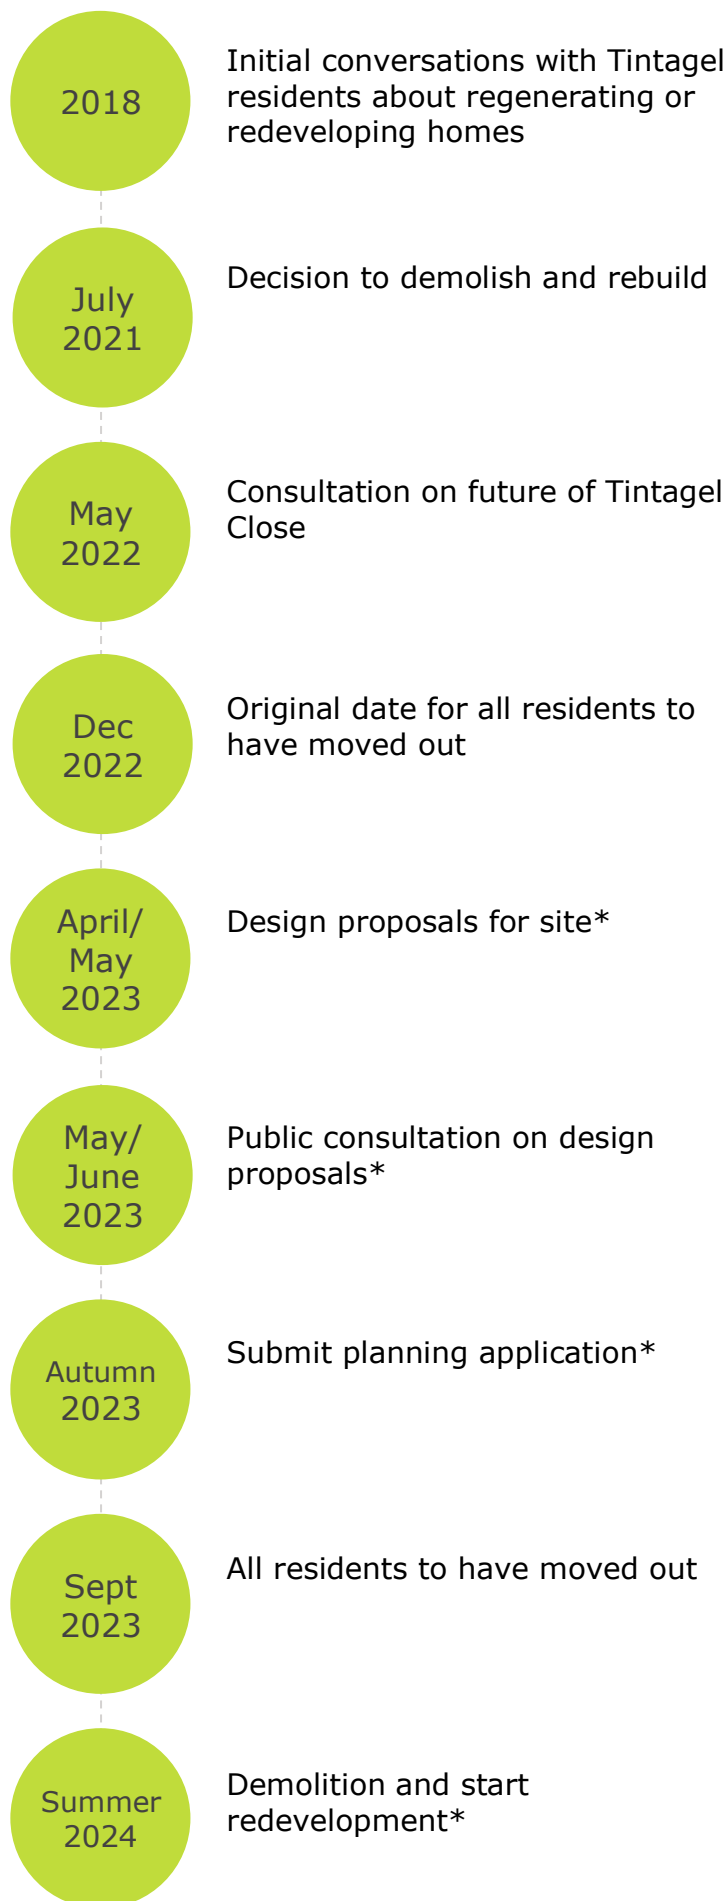 2018
Initial conversations with Tintagel
residents about regenerating or
redeveloping homes
July
2021
Decision to demolish and rebuild
May
2022
Consultation on future of Tintagel
Close
Dec
2022
Original date for all residents to
have moved out
April/
May
2023
Design proposals for site*
May/
June
2023
Public consultation on design
proposals*
Autumn
2023
Submit planning application*
Sept
2023
All residents to have moved out
Summer
2024
Demolition and start
redevelopment*